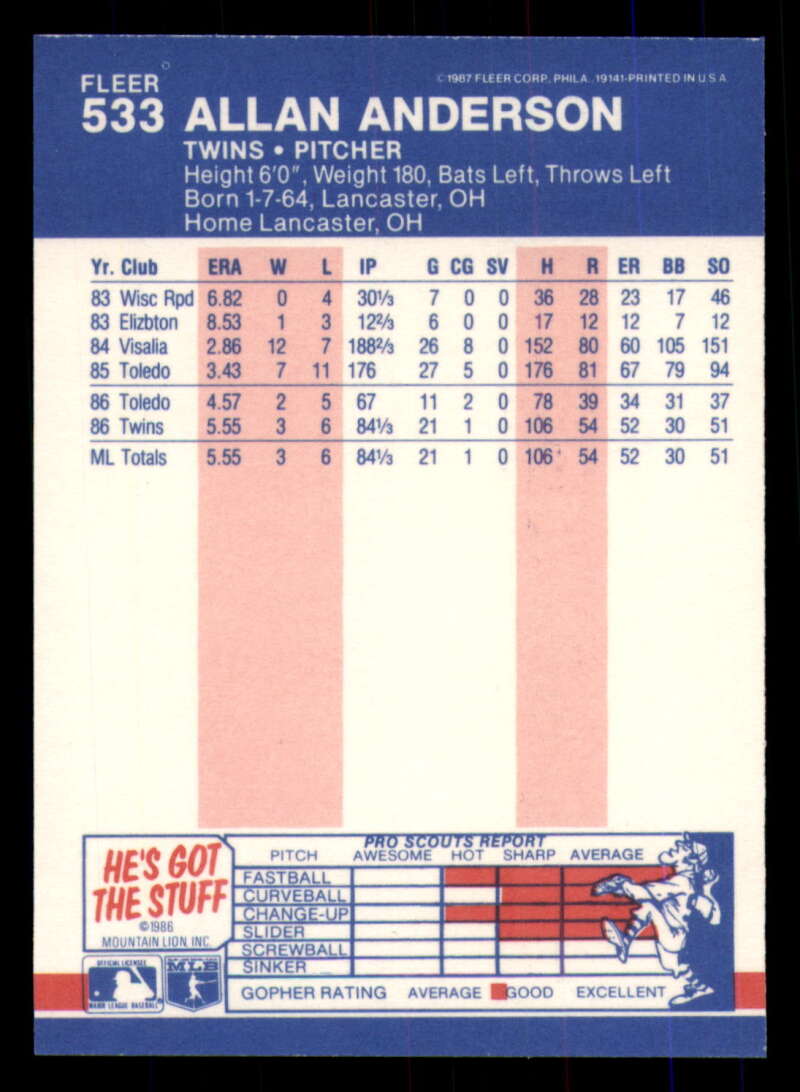 FLEER
© 1987 FLEER CORP. PHILA. 19141-PRINTED IN U.S.A.
533 ALLAN ANDERSON
TWINS • PITCHER
Height 6'0", Weight 180, Bats Left, Throws Left
Born 1-7-64, Lancaster, OH
Home Lancaster, OH
Yr. Club ERA W L IP G CG SV H R ER BB SO
83 Wisc Rpd 6.82 0 4 30⅓ 7 0 0 36 28 23 17 46
83 Elizbton 8.53 1 3 12⅔ 6 0 0 17 12 12 7 12
84 Visalia 2.86 12 7 188⅔ 26 8 0 152 80 60 105 151
85 Toledo 3.43 7 11 176 27 5 0 176 81 67 79 94
86 Toledo 4.57 2 5 67 11 2 0 78 39 34 31 37
86 Twins 5.55 3 6 84⅓ 21 1 0 106 54 52 30 51
ML Totals 5.55 3 6 84⅓ 21 1 0 106 54 52 30 51
HE'S GOT
THE STUFF
©1986
MOUNTAIN LION, INC.
PRO SCOUTS REPORT
PITCH AWESOME HOT SHARP AVERAGE
FASTBALL
CURVEBALL
CHANGE-UP
SLIDER
SCREWBALL
SINKER
GOPHER RATING AVERAGE GOOD EXCELLENT
OFFICIAL LICENSEE
MAJOR LEAGUE BASEBALL
MLB